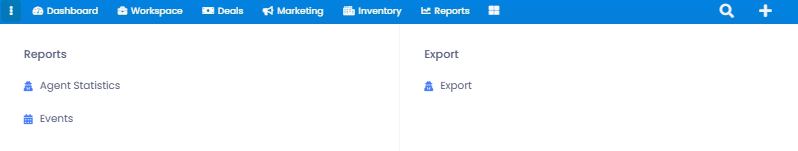 Dashboard Workspace Deals Marketing Inventory Reports
Reports
Agent Statistics
Events
Export
Export